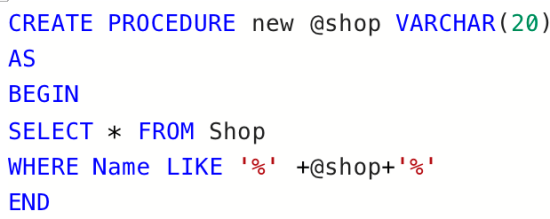 CREATE PROCEDURE new @shop VARCHAR(20)
AS
BEGIN
SELECT * FROM Shop
WHERE Name LIKE '%' +@shop+'%'
END